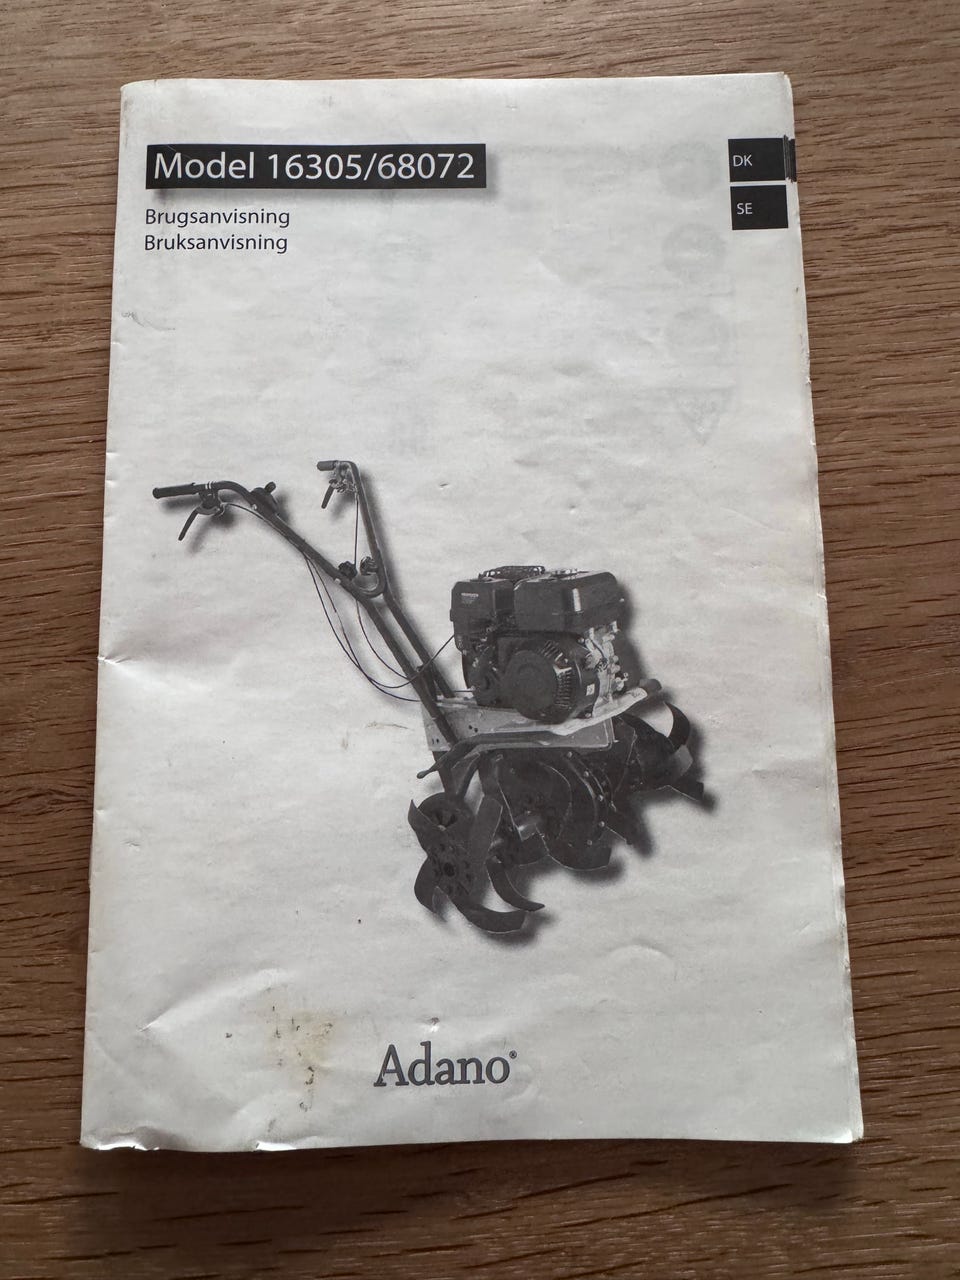 Model 16305/68072
DK
SE
Brugsanvisning
Bruksanvisning
Adano®